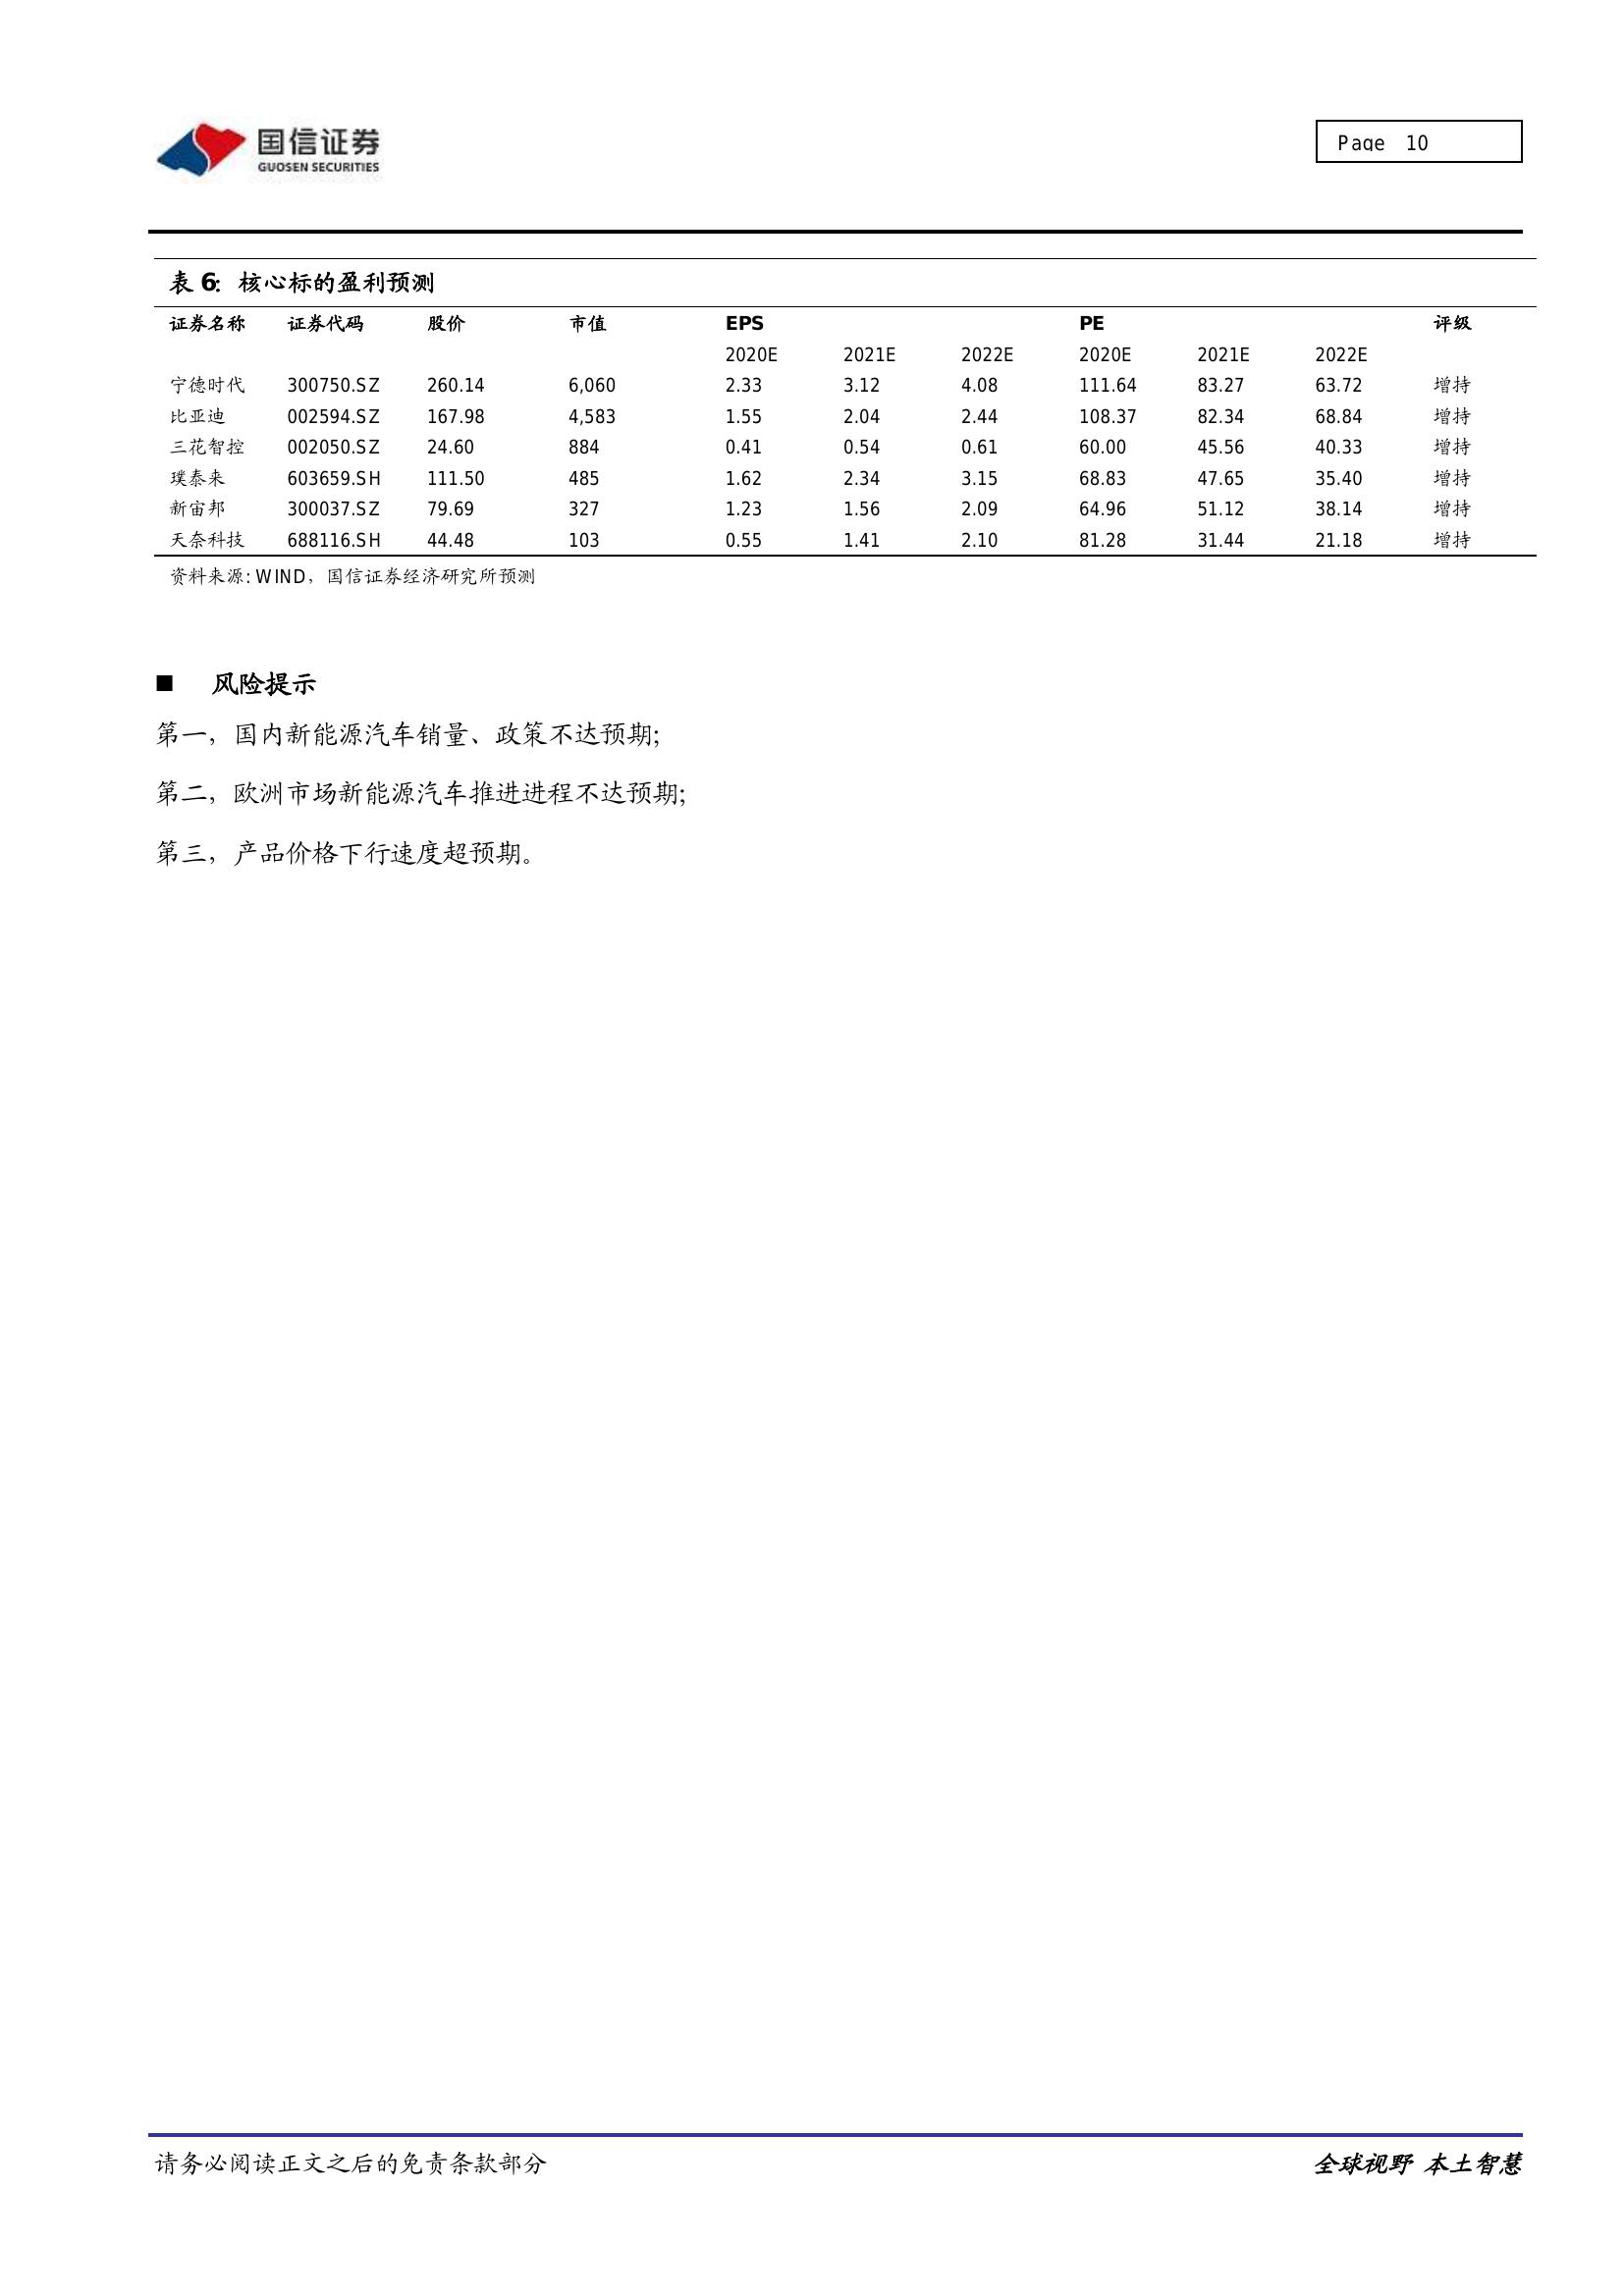 国信证券
GUOSEN SECURITIES
Page 10
表 6：核心标的盈利预测
证券名称 证券代码 股价 市值 EPS PE 评级
2020E 2021E 2022E 2020E 2021E 2022E
宁德时代 300750.SZ 260.14 6,060 2.33 3.12 4.08 111.64 83.27 63.72 增持
比亚迪 002594.SZ 167.98 4,583 1.55 2.04 2.44 108.37 82.34 68.84 增持
三花智控 002050.SZ 24.60 884 0.41 0.54 0.61 60.00 45.56 40.33 增持
璞泰来 603659.SH 111.50 485 1.62 2.34 3.15 68.83 47.65 35.40 增持
新宙邦 300037.SZ 79.69 327 1.23 1.56 2.09 64.96 51.12 38.14 增持
天奈科技 688116.SH 44.48 103 0.55 1.41 2.10 81.28 31.44 21.18 增持
资料来源: WIND，国信证券经济研究所预测
■ 风险提示
第一，国内新能源汽车销量、政策不达预期;
第二，欧洲市场新能源汽车推进进程不达预期;
第三，产品价格下行速度超预期。
请务必阅读正文之后的免责条款部分 全球视野 本土智慧